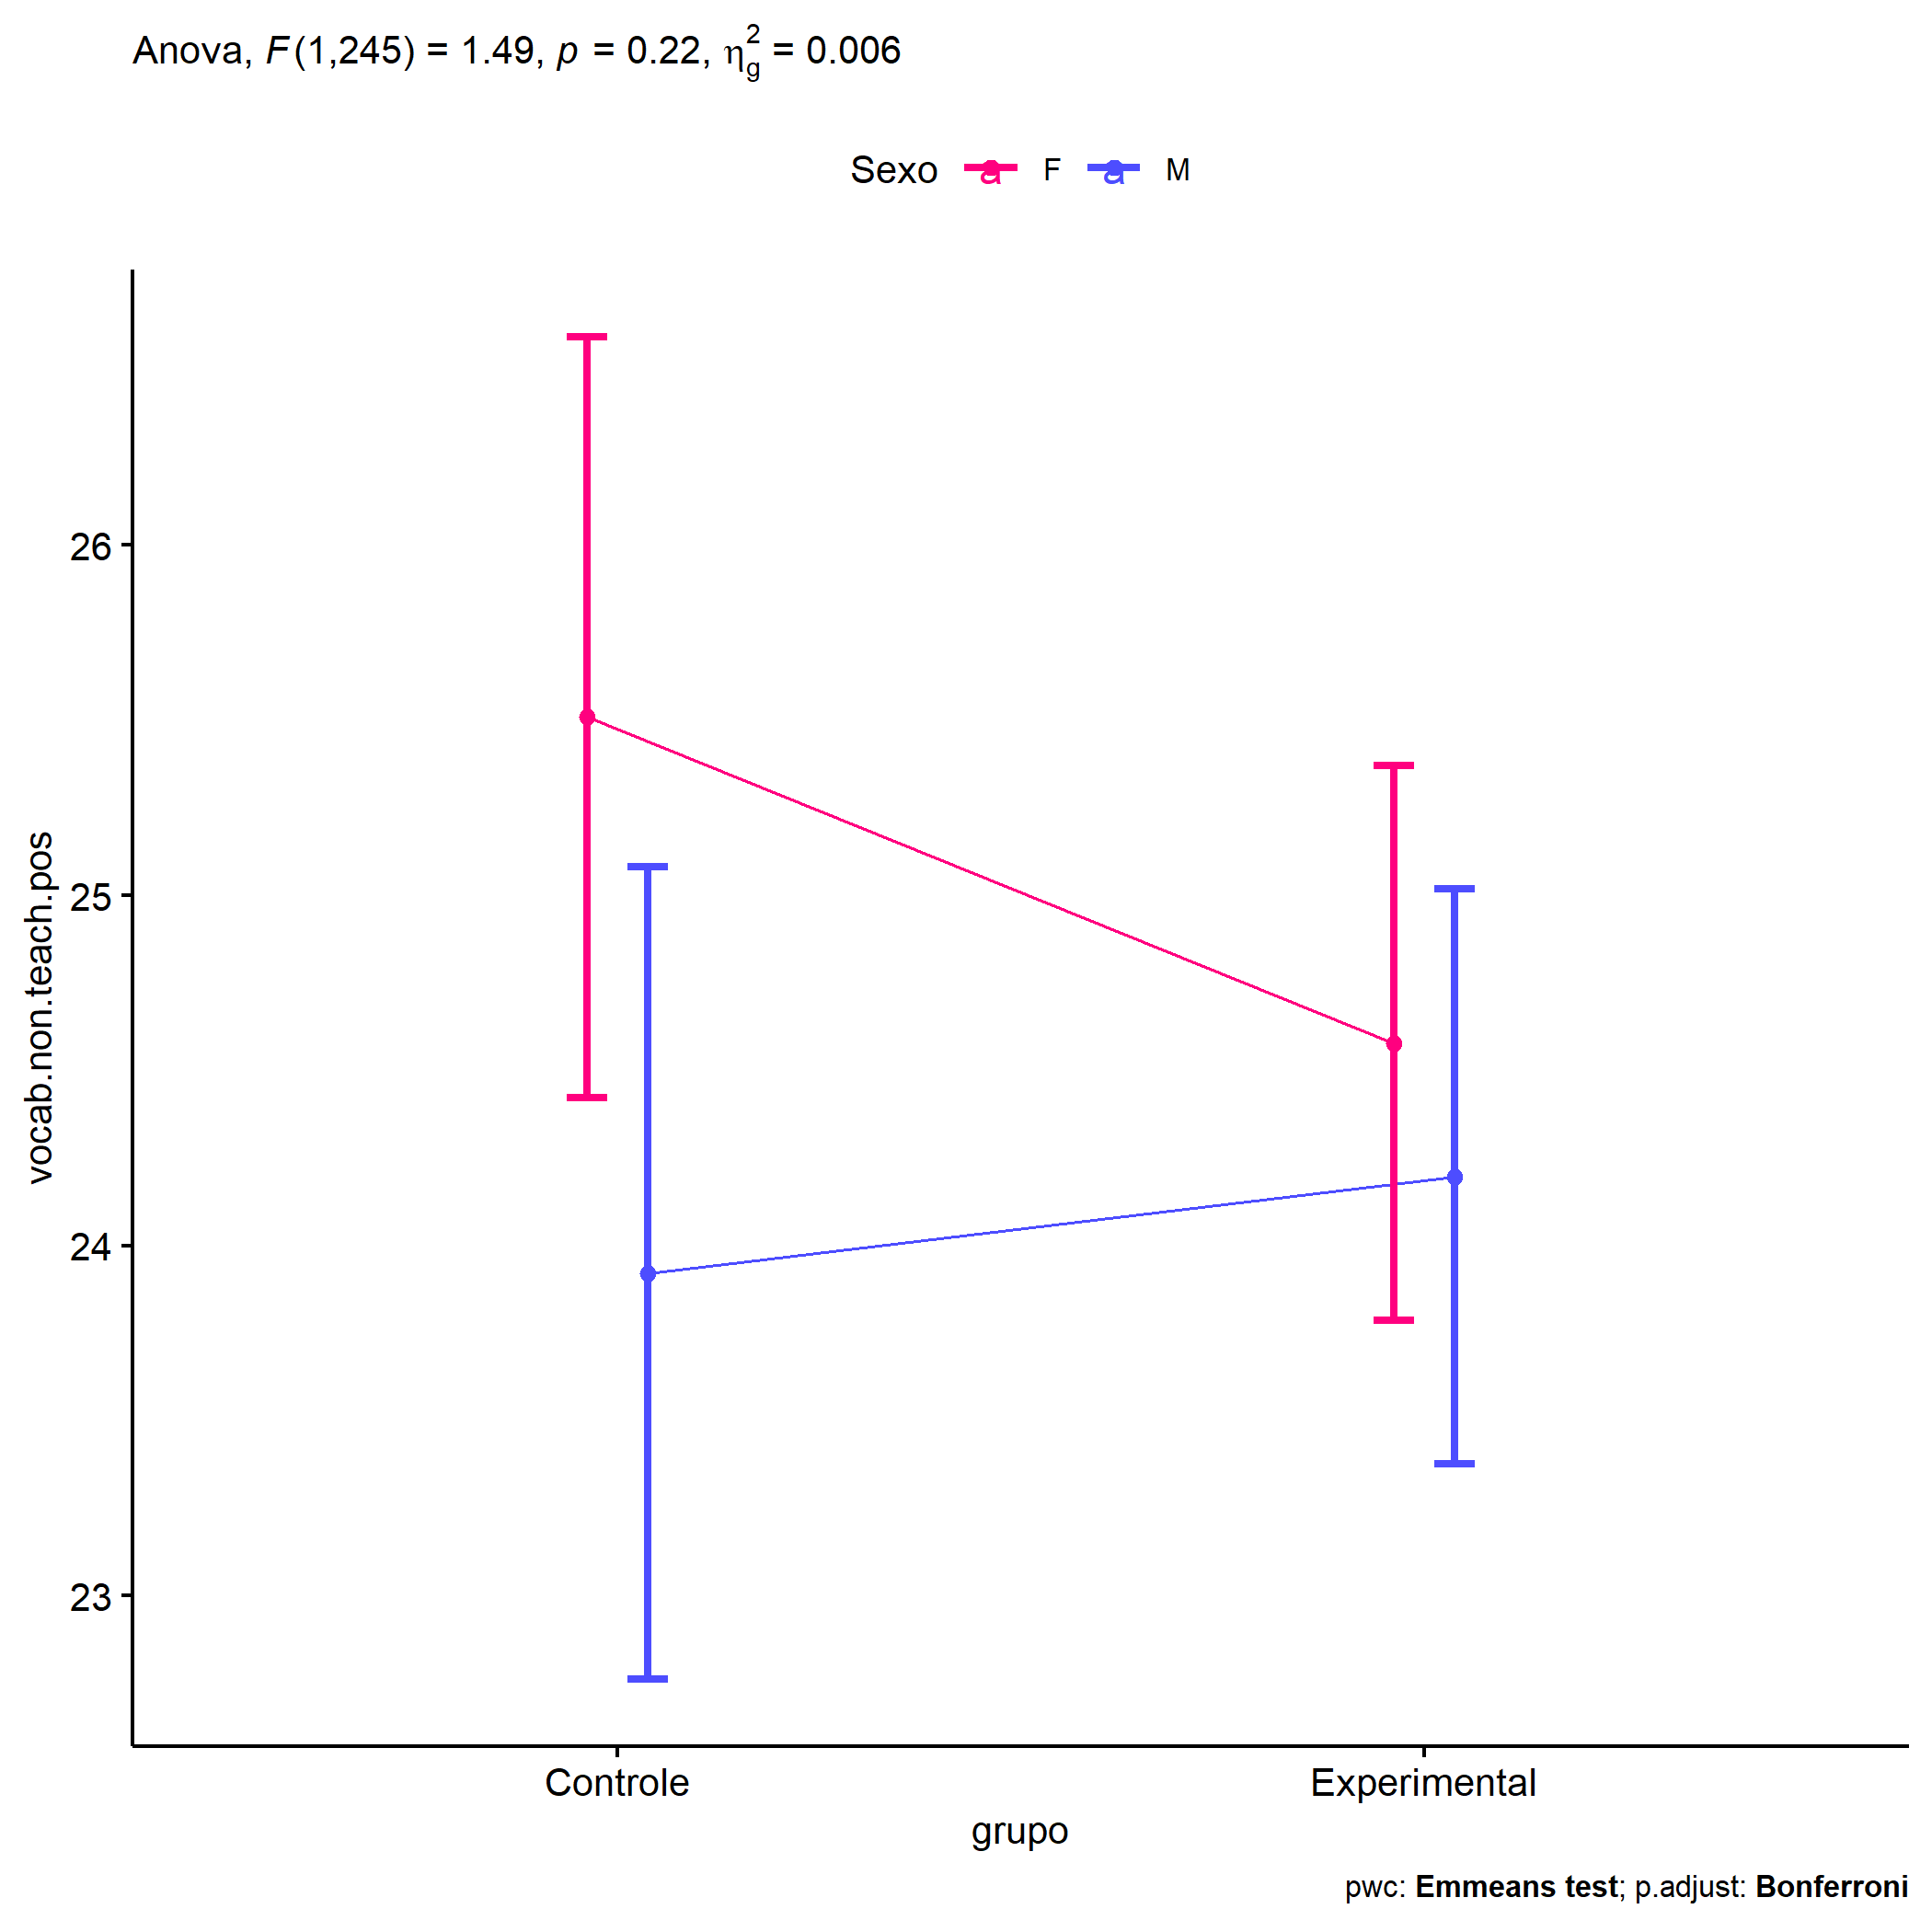 Anova, F(1,245) = 1.49, p = 0.22, η²g = 0.006
Sexo a F a M
26
25
24
23
vocab.non.teach.pos
Controle Experimental
grupo
pwc: Emmeans test; p.adjust: Bonferroni